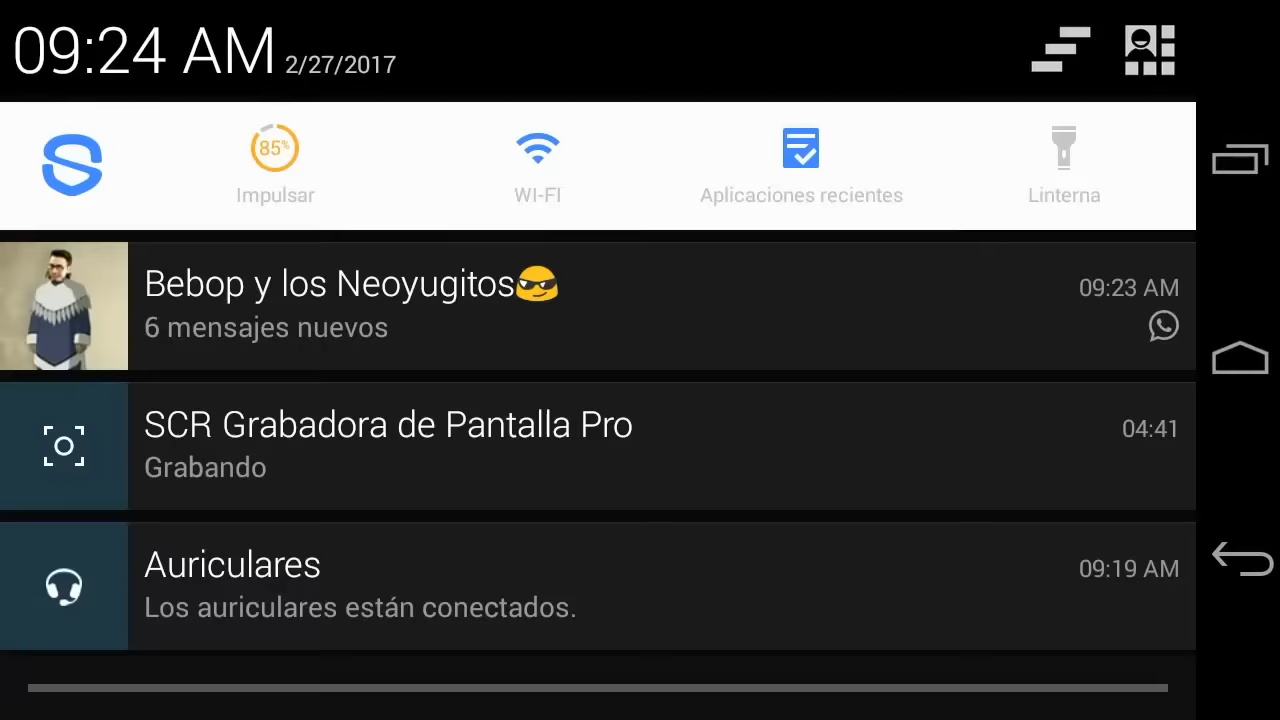 09:24 AM 2/27/2017
85%
Impulsar
WI-FI
Aplicaciones recientes
Linterna
Bebop y los Neoyugitos😎
09:23 AM
6 mensajes nuevos
SCR Grabadora de Pantalla Pro
04:41
Grabando
Auriculares
09:19 AM
Los auriculares están conectados.